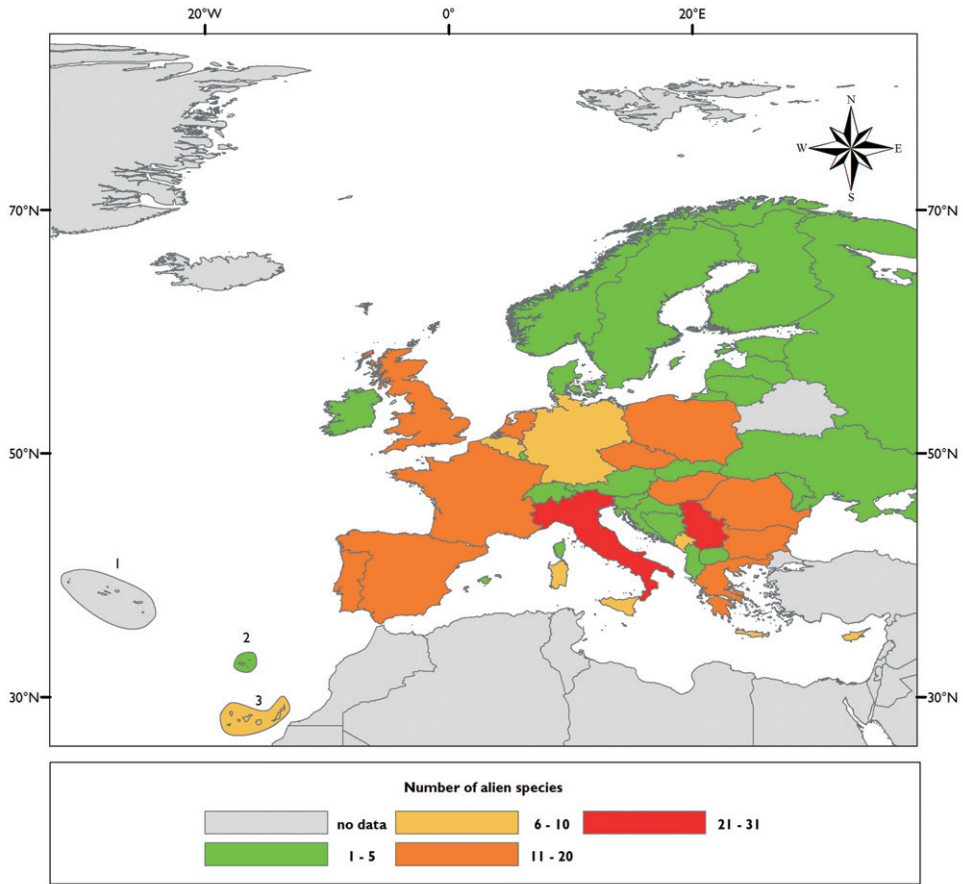 20°W 0° 20°E
N
W E
S
70°N 70°N
50°N 50°N
1
2
3
30°N 30°N
Number of alien species
no data 6 - 10 21 - 31
1 - 5 11 - 20